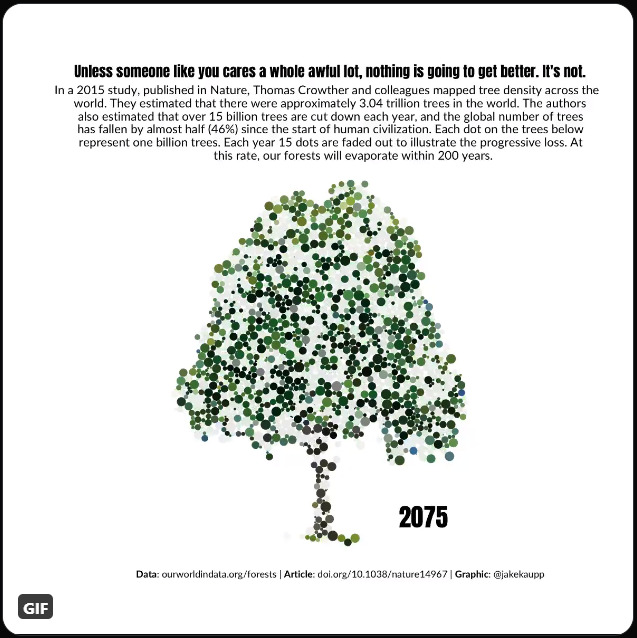 Unless someone like you cares a whole awful lot, nothing is going to get better. It's not.
In a 2015 study, published in Nature, Thomas Crowther and colleagues mapped tree density across the
world. They estimated that there were approximately 3.04 trillion trees in the world. The authors
also estimated that over 15 billion trees are cut down each year, and the global number of trees
has fallen by almost half (46%) since the start of human civilization. Each dot on the trees below
represent one billion trees. Each year 15 dots are faded out to illustrate the progressive loss. At
this rate, our forests will evaporate within 200 years.
2075
Data: ourworldindata.org/forests | Article: doi.org/10.1038/nature14967 | Graphic: @jakekaupp
GIF